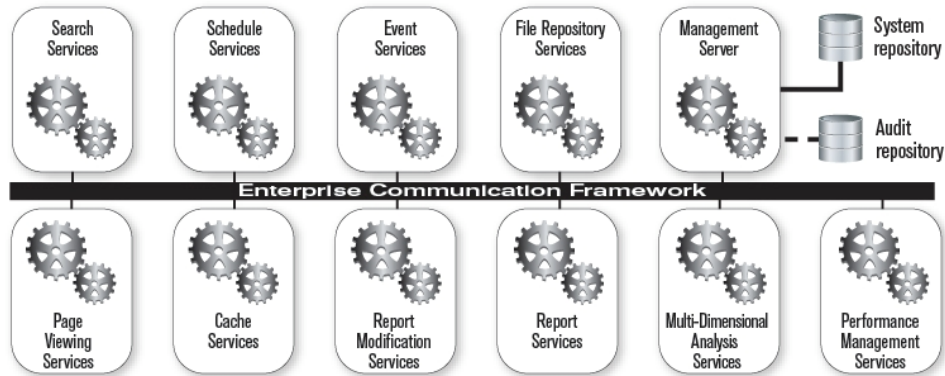 Search
Services
Schedule
Services
Event
Services
File Repository
Services
Management
Server
System
repository
Audit
repository
Enterprise Communication Framework
Page
Viewing
Services
Cache
Services
Report
Modification
Services
Report
Services
Multi-Dimensional
Analysis
Services
Performance
Management
Services